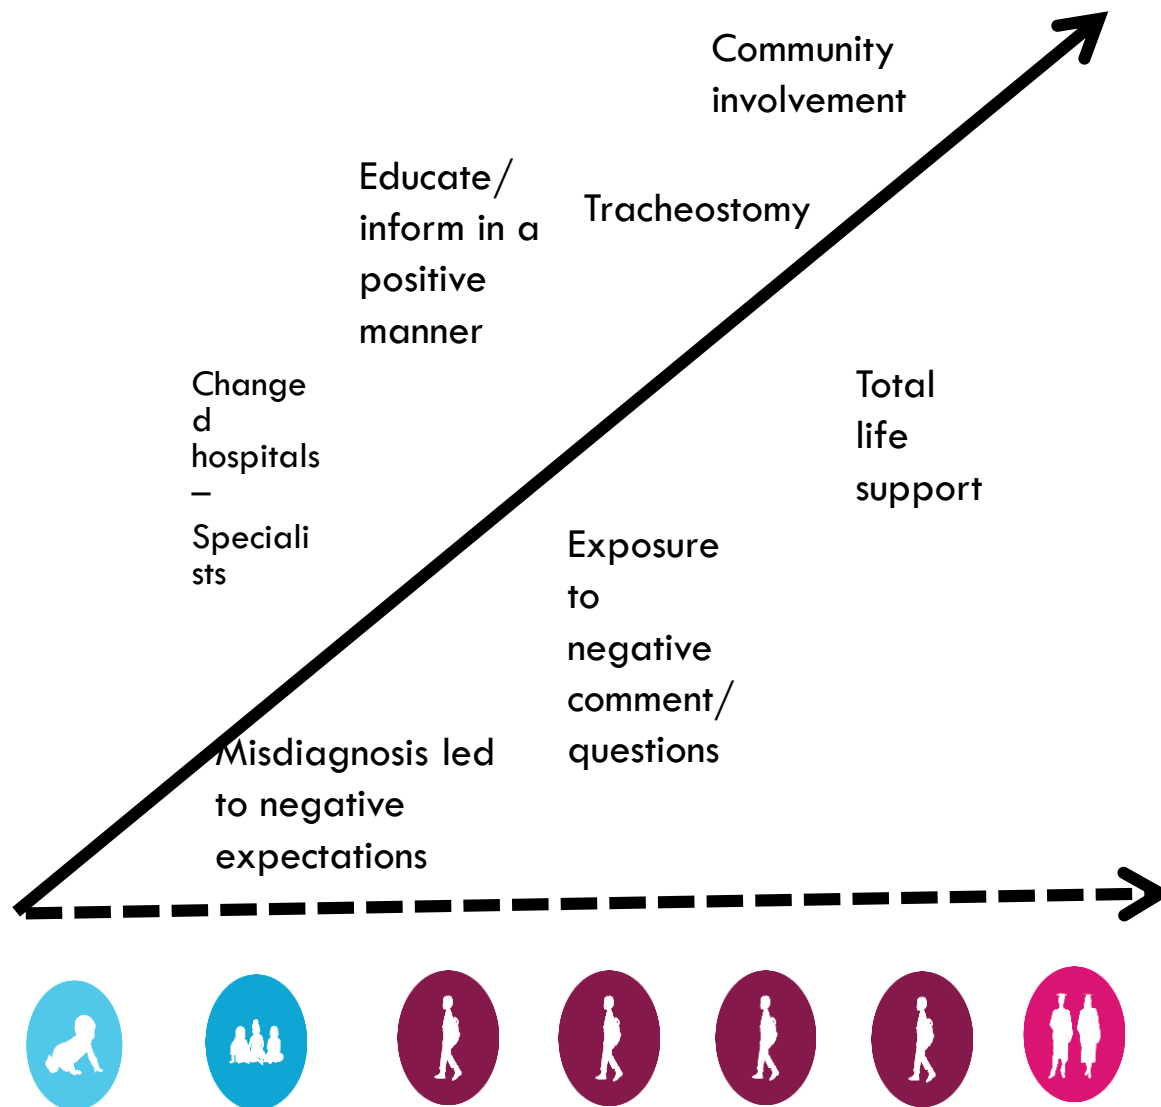 Community
involvement
Educate/
inform in a
positive
manner
Tracheostomy
Change
d
hospitals
–
Speciali
sts
Total
life
support
Exposure
to
negative
comment/
questions
Misdiagnosis led
to negative
expectations